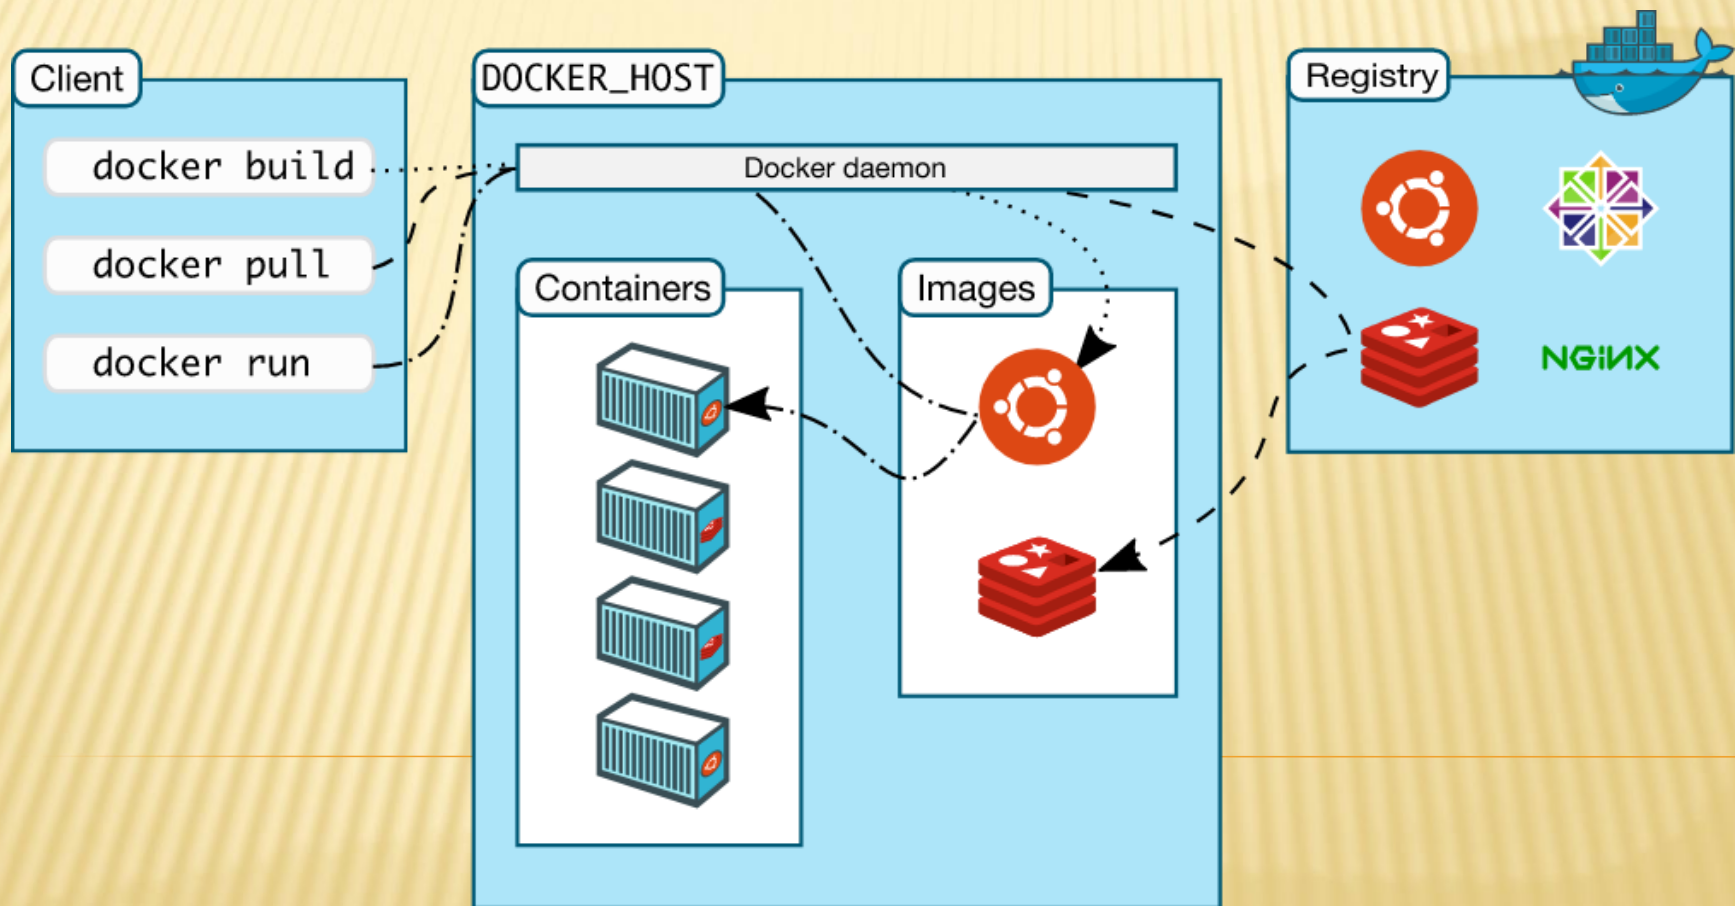 Client
docker build
docker pull
docker run
DOCKER_HOST
Docker daemon
Containers
Images
Registry
NGiNX